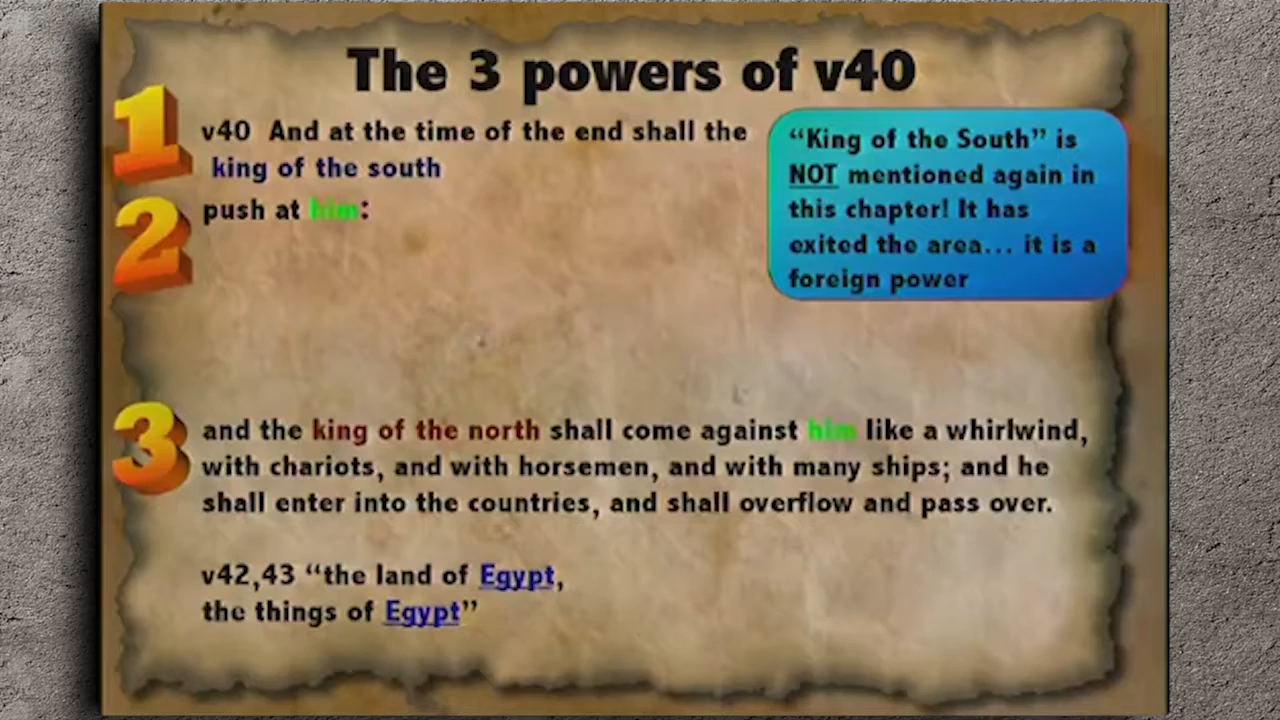 The 3 powers of v40
1
v40 And at the time of the end shall the
king of the south
2
push at him:
"King of the South" is
NOT mentioned again in
this chapter! It has
exited the area... it is a
foreign power
3
and the king of the north shall come against him like a whirlwind,
with chariots, and with horsemen, and with many ships; and he
shall enter into the countries, and shall overflow and pass over.
v42,43 "the land of Egypt,
the things of Egypt"